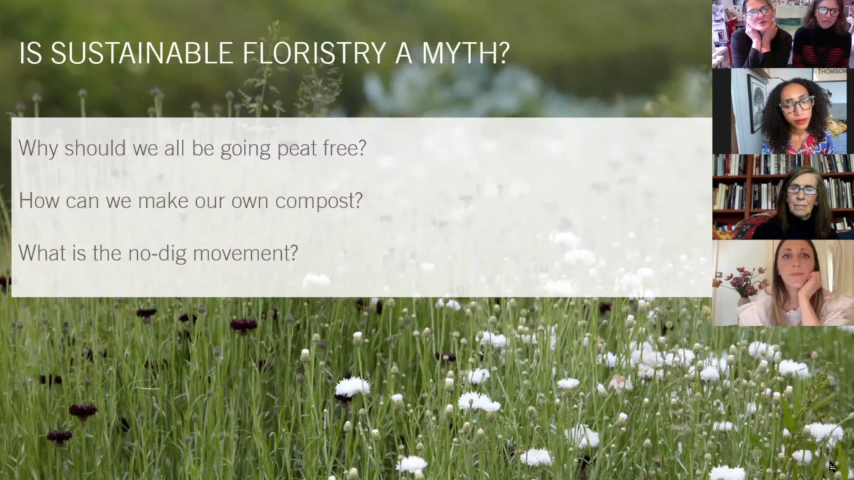 IS SUSTAINABLE FLORISTRY A MYTH?
Why should we all be going peat free?
How can we make our own compost?
What is the no-dig movement?
THOMSON